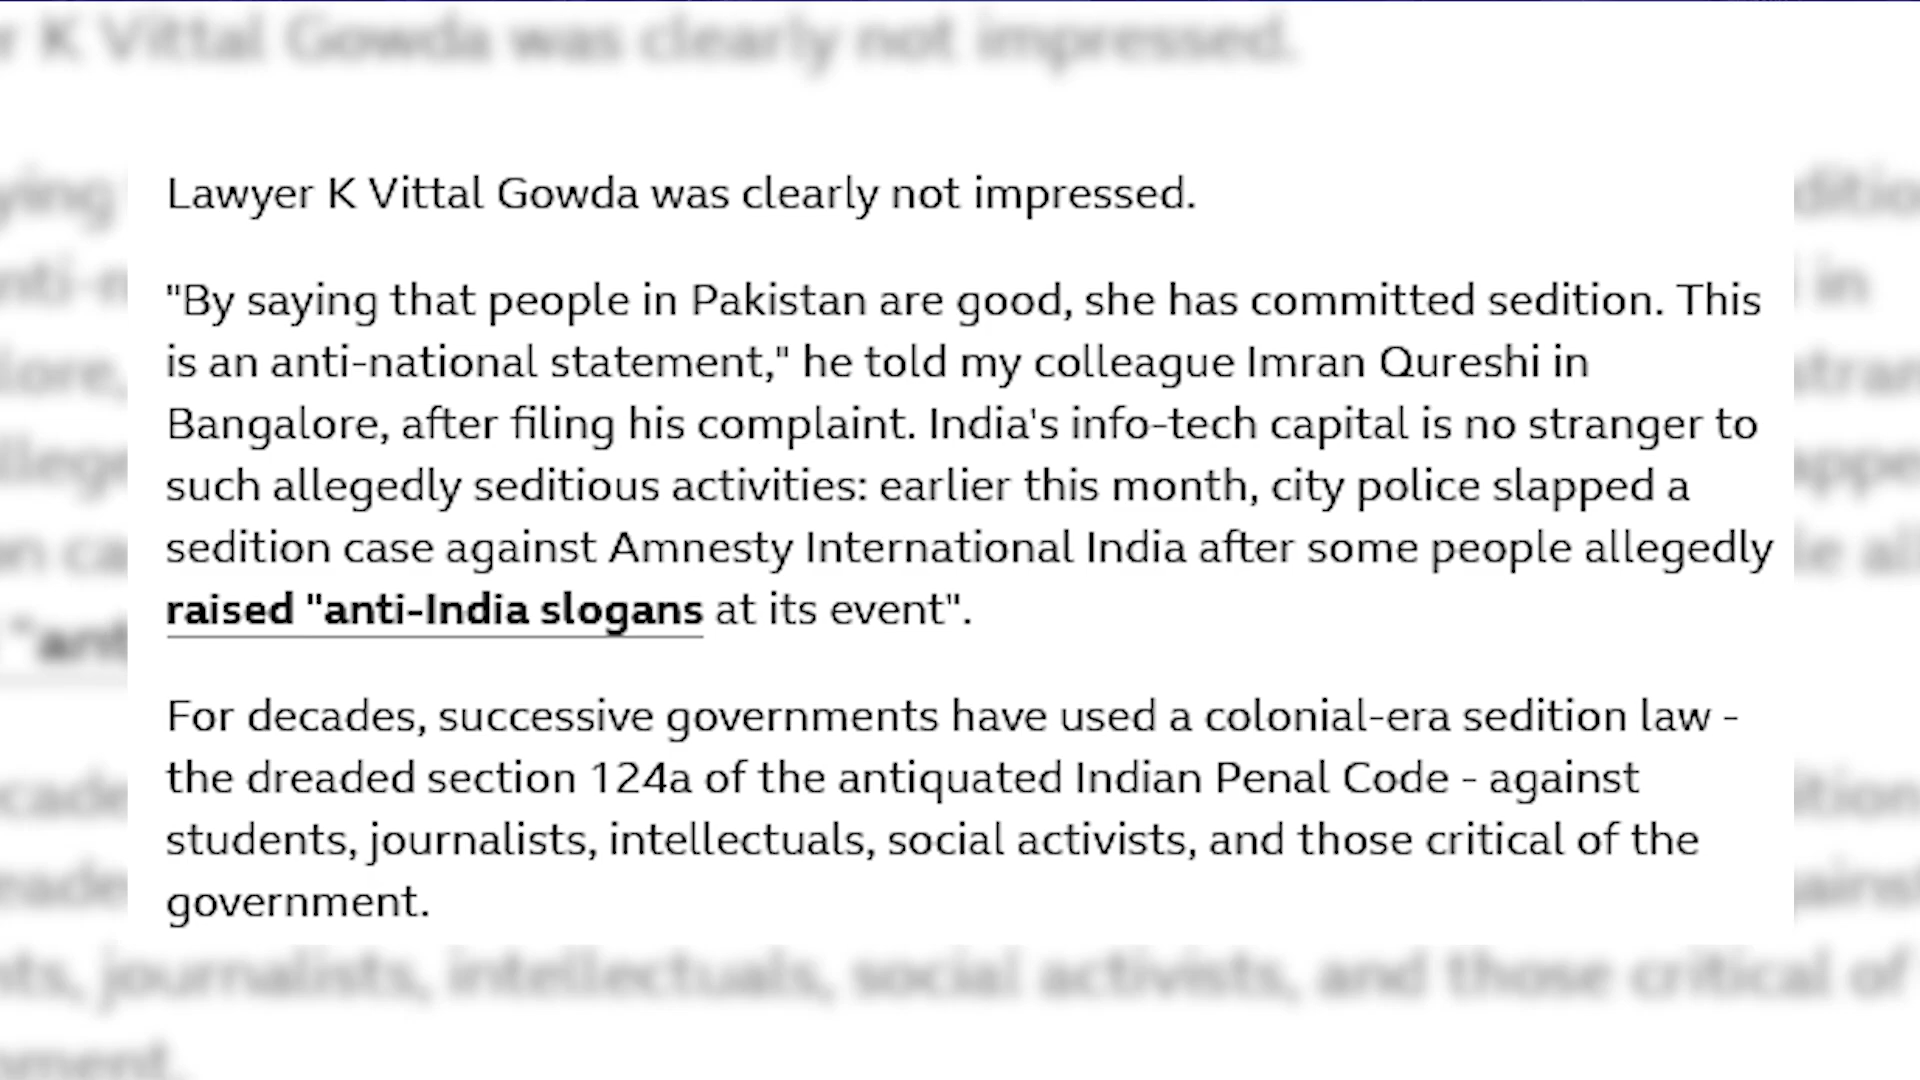 Lawyer K Vittal Gowda was clearly not impressed.
"By saying that people in Pakistan are good, she has committed sedition. This
is an anti-national statement," he told my colleague Imran Qureshi in
Bangalore, after filing his complaint. India's info-tech capital is no stranger to
such allegedly seditious activities: earlier this month, city police slapped a
sedition case against Amnesty International India after some people allegedly
raised "anti-India slogans at its event".
For decades, successive governments have used a colonial-era sedition law -
the dreaded section 124a of the antiquated Indian Penal Code - against
students, journalists, intellectuals, social activists, and those critical of the
government.